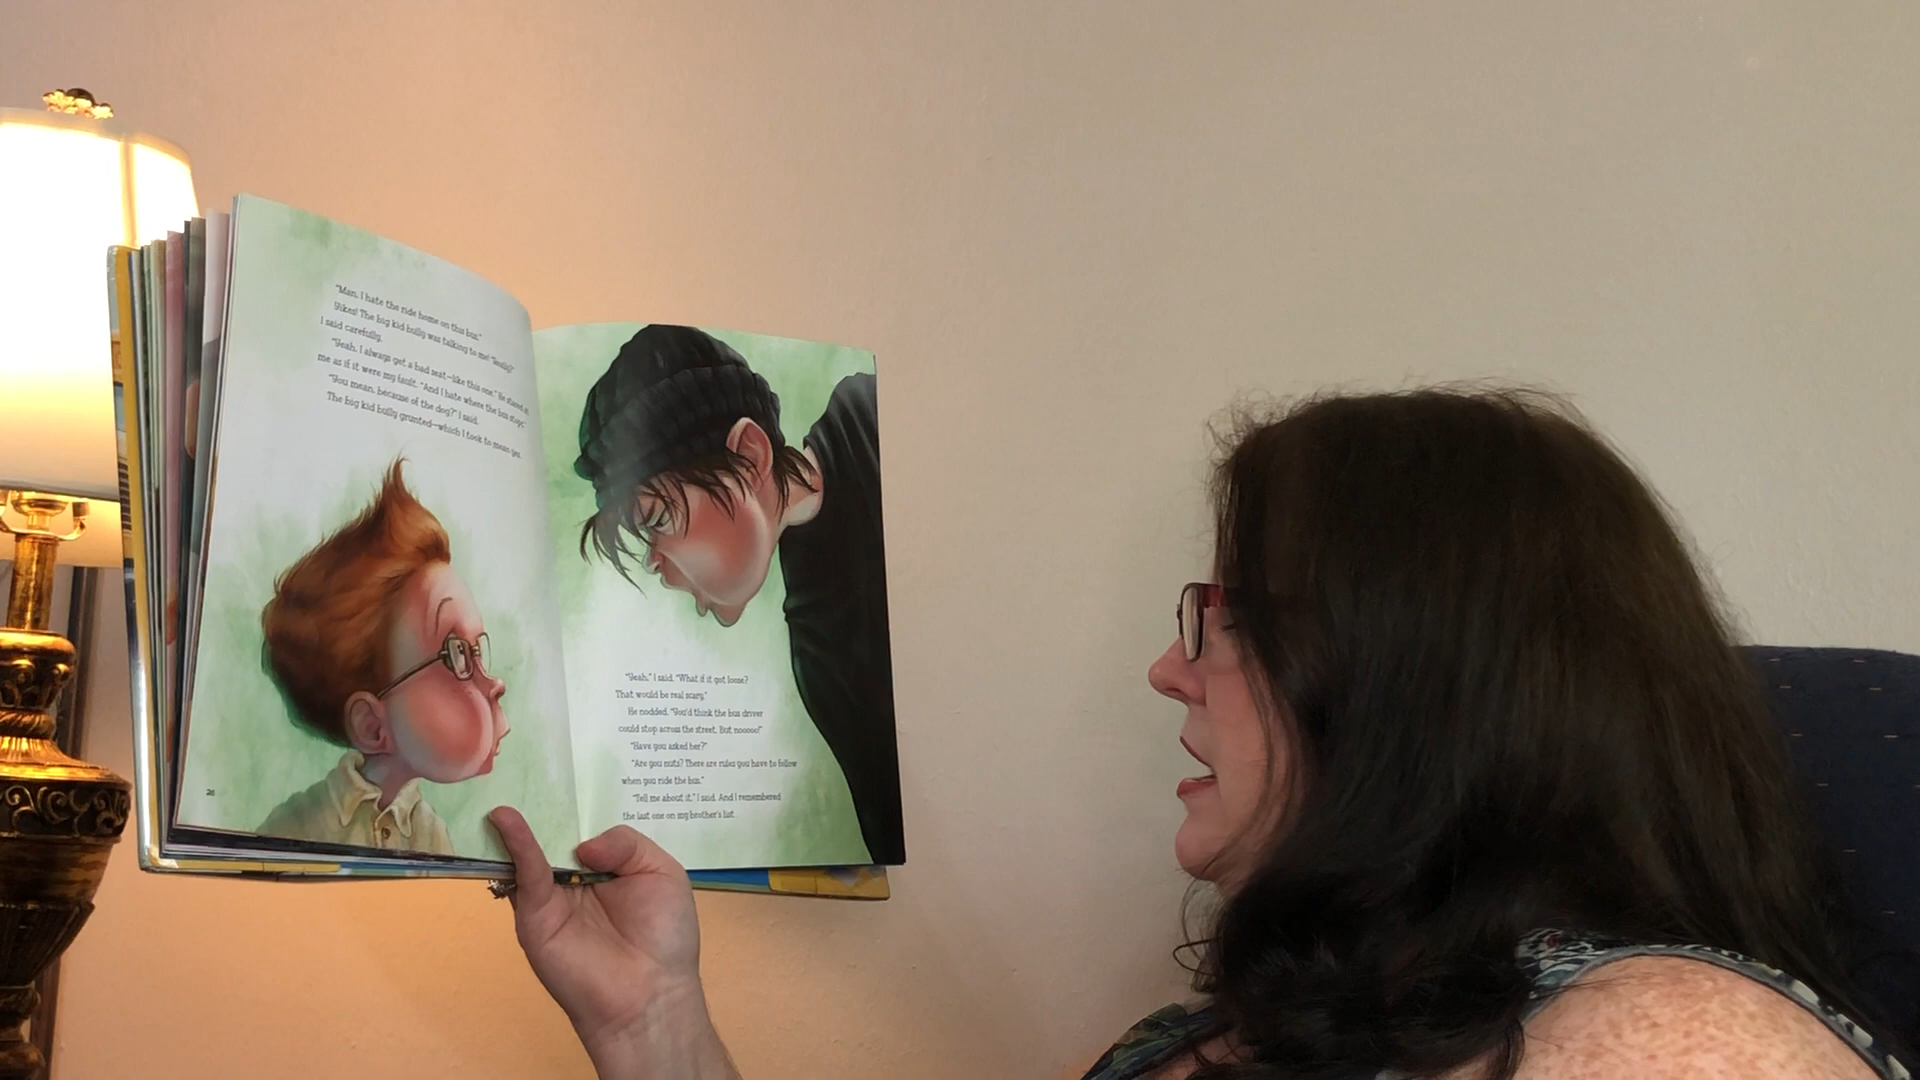 "Man, I hate the ride home on this bus."
Yikes! The big kid bully was talking to me! "Really?"
I said carefully.
"Yeah, I always get a bad seat—like this one." He stared at
me as if it were my fault. "And I hate where the bus stops."
"You mean, because of the dog?" I said.
The big kid bully grunted—which I took to mean yes.
26
"Yeah," I said. "What if it got loose?
That would be real scary."
He nodded. "You'd think the bus driver
could stop across the street. But nooooo!"
"Have you asked her?"
"Are you nuts? There are rules you have to follow
when you ride the bus."
"Tell me about it," I said. And I remembered
the last one on my brother's list.